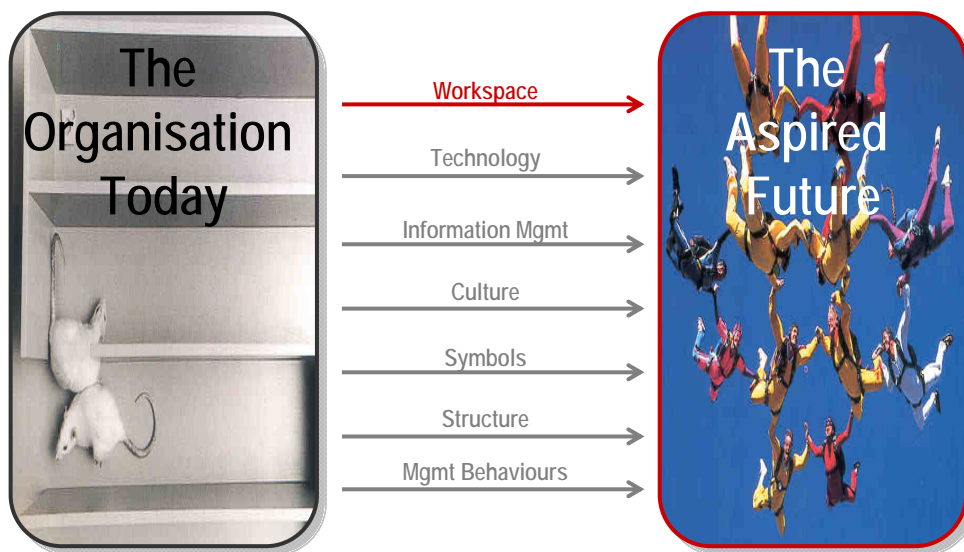 The
Organisation
Today
Workspace
Technology
Information Mgmt
Culture
Symbols
Structure
Mgmt Behaviours
The
Aspired
Future